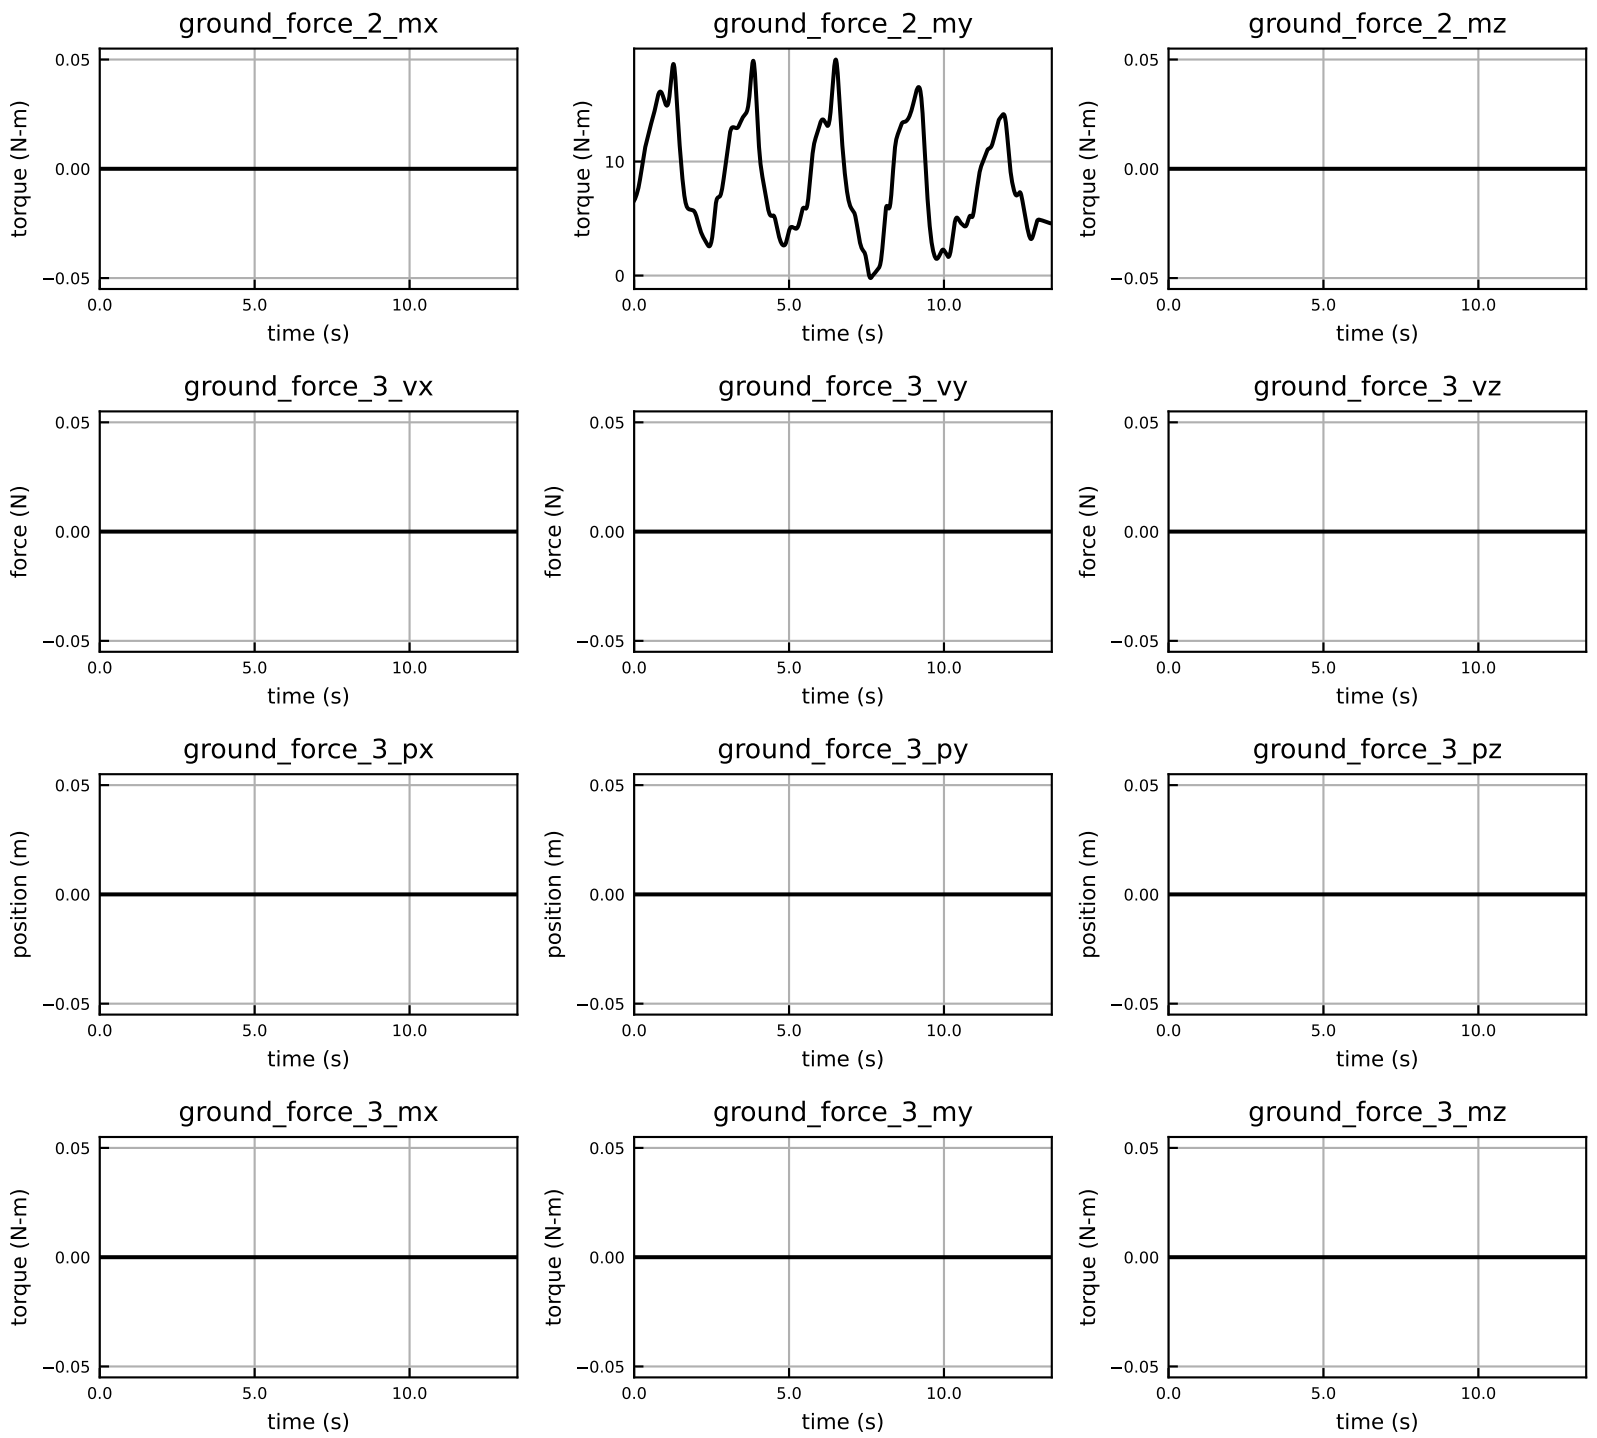 ground_force_2_mx
ground_force_2_my
ground_force_2_mz
torque (N-m)
0.05
0.00
−0.05
0.0
5.0
10.0
time (s)
torque (N-m)
10
0
0.0
5.0
10.0
time (s)
torque (N-m)
0.05
0.00
−0.05
0.0
5.0
10.0
time (s)
ground_force_3_vx
ground_force_3_vy
ground_force_3_vz
force (N)
0.05
0.00
−0.05
0.0
5.0
10.0
time (s)
force (N)
0.05
0.00
−0.05
0.0
5.0
10.0
time (s)
force (N)
0.05
0.00
−0.05
0.0
5.0
10.0
time (s)
ground_force_3_px
ground_force_3_py
ground_force_3_pz
position (m)
0.05
0.00
−0.05
0.0
5.0
10.0
time (s)
position (m)
0.05
0.00
−0.05
0.0
5.0
10.0
time (s)
position (m)
0.05
0.00
−0.05
0.0
5.0
10.0
time (s)
ground_force_3_mx
ground_force_3_my
ground_force_3_mz
torque (N-m)
0.05
0.00
−0.05
0.0
5.0
10.0
time (s)
torque (N-m)
0.05
0.00
−0.05
0.0
5.0
10.0
time (s)
torque (N-m)
0.05
0.00
−0.05
0.0
5.0
10.0
time (s)